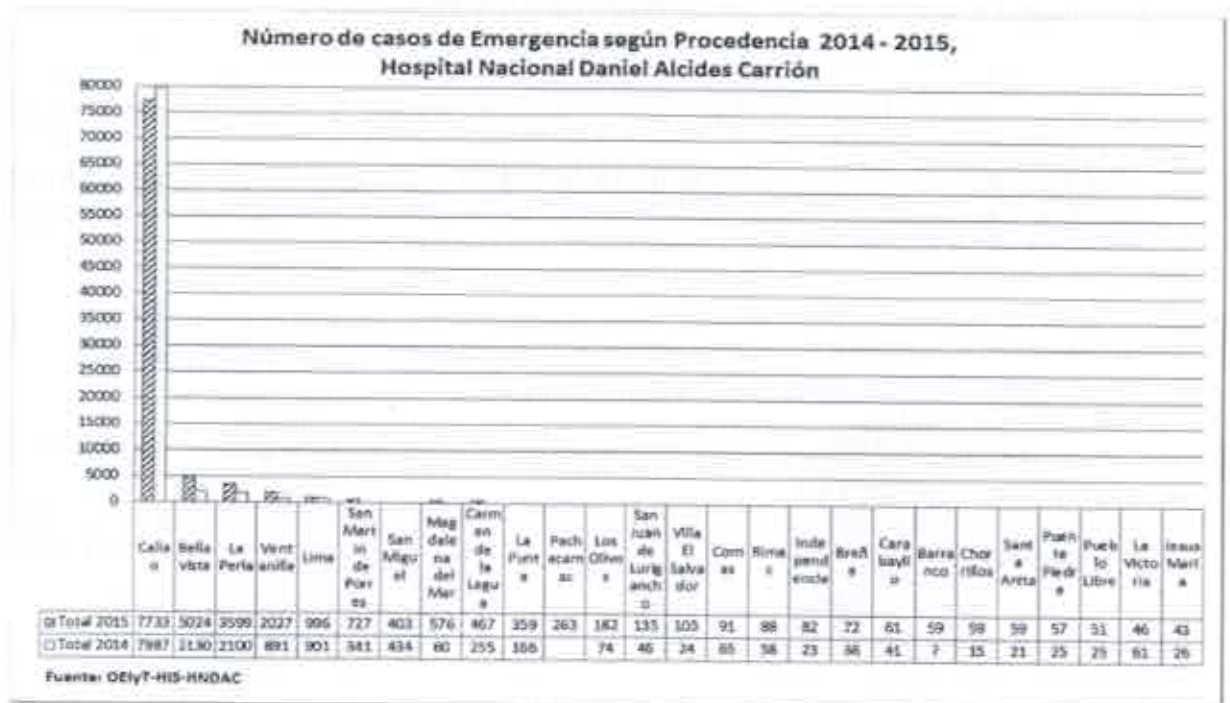 Número de casos de Emergencia según Procedencia 2014 - 2015,
Hospital Nacional Daniel Alcides Carrión
80000
75000
70000
65000
60000
55000
50000
45000
40000
35000
30000
25000
20000
15000
10000
5000
0
Callao Bella vista La Perla Ventanilla Lima San Martin de Porres San Miguel Magdalena del Mar Carmen de la Legua La Punta Pachacamac Los Olivos San Juan de Lurigancho Villa El Salvador Comas Rimac Independencia Breña Carabayllo Barranco Chorrillos Santa Anita Puente Piedra Pueblo Libre La Victoria Jesus Maria
Total 2015 7733 5024 3599 2027 996 727 403 576 467 359 263 182 135 105 91 88 82 72 61 59 59 59 57 51 46 43
Total 2014 7987 2130 2100 891 901 341 434 60 255 166 74 46 24 65 58 23 38 41 7 15 21 25 25 61 26
Fuente: OEIyT-HIS-HNDAC